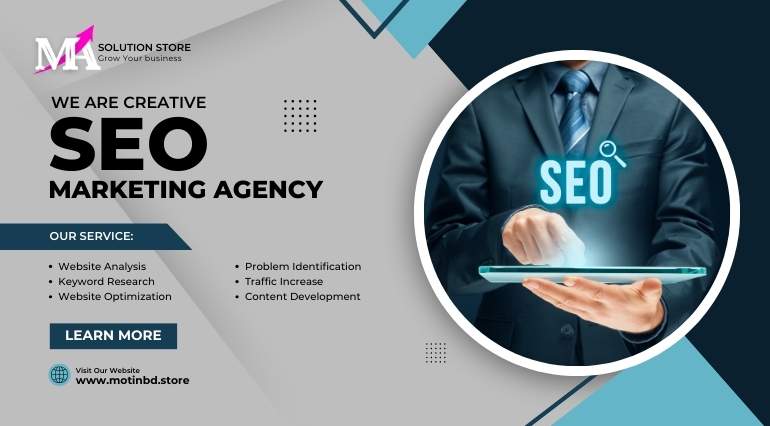 MA
SOLUTION STORE
Grow Your business
WE ARE CREATIVE
SEO
MARKETING AGENCY
OUR SERVICE:
• Website Analysis
• Keyword Research
• Website Optimization
• Problem Identification
• Traffic Increase
• Content Development
LEARN MORE
Visit Our Website
www.motinbd.store
SEO